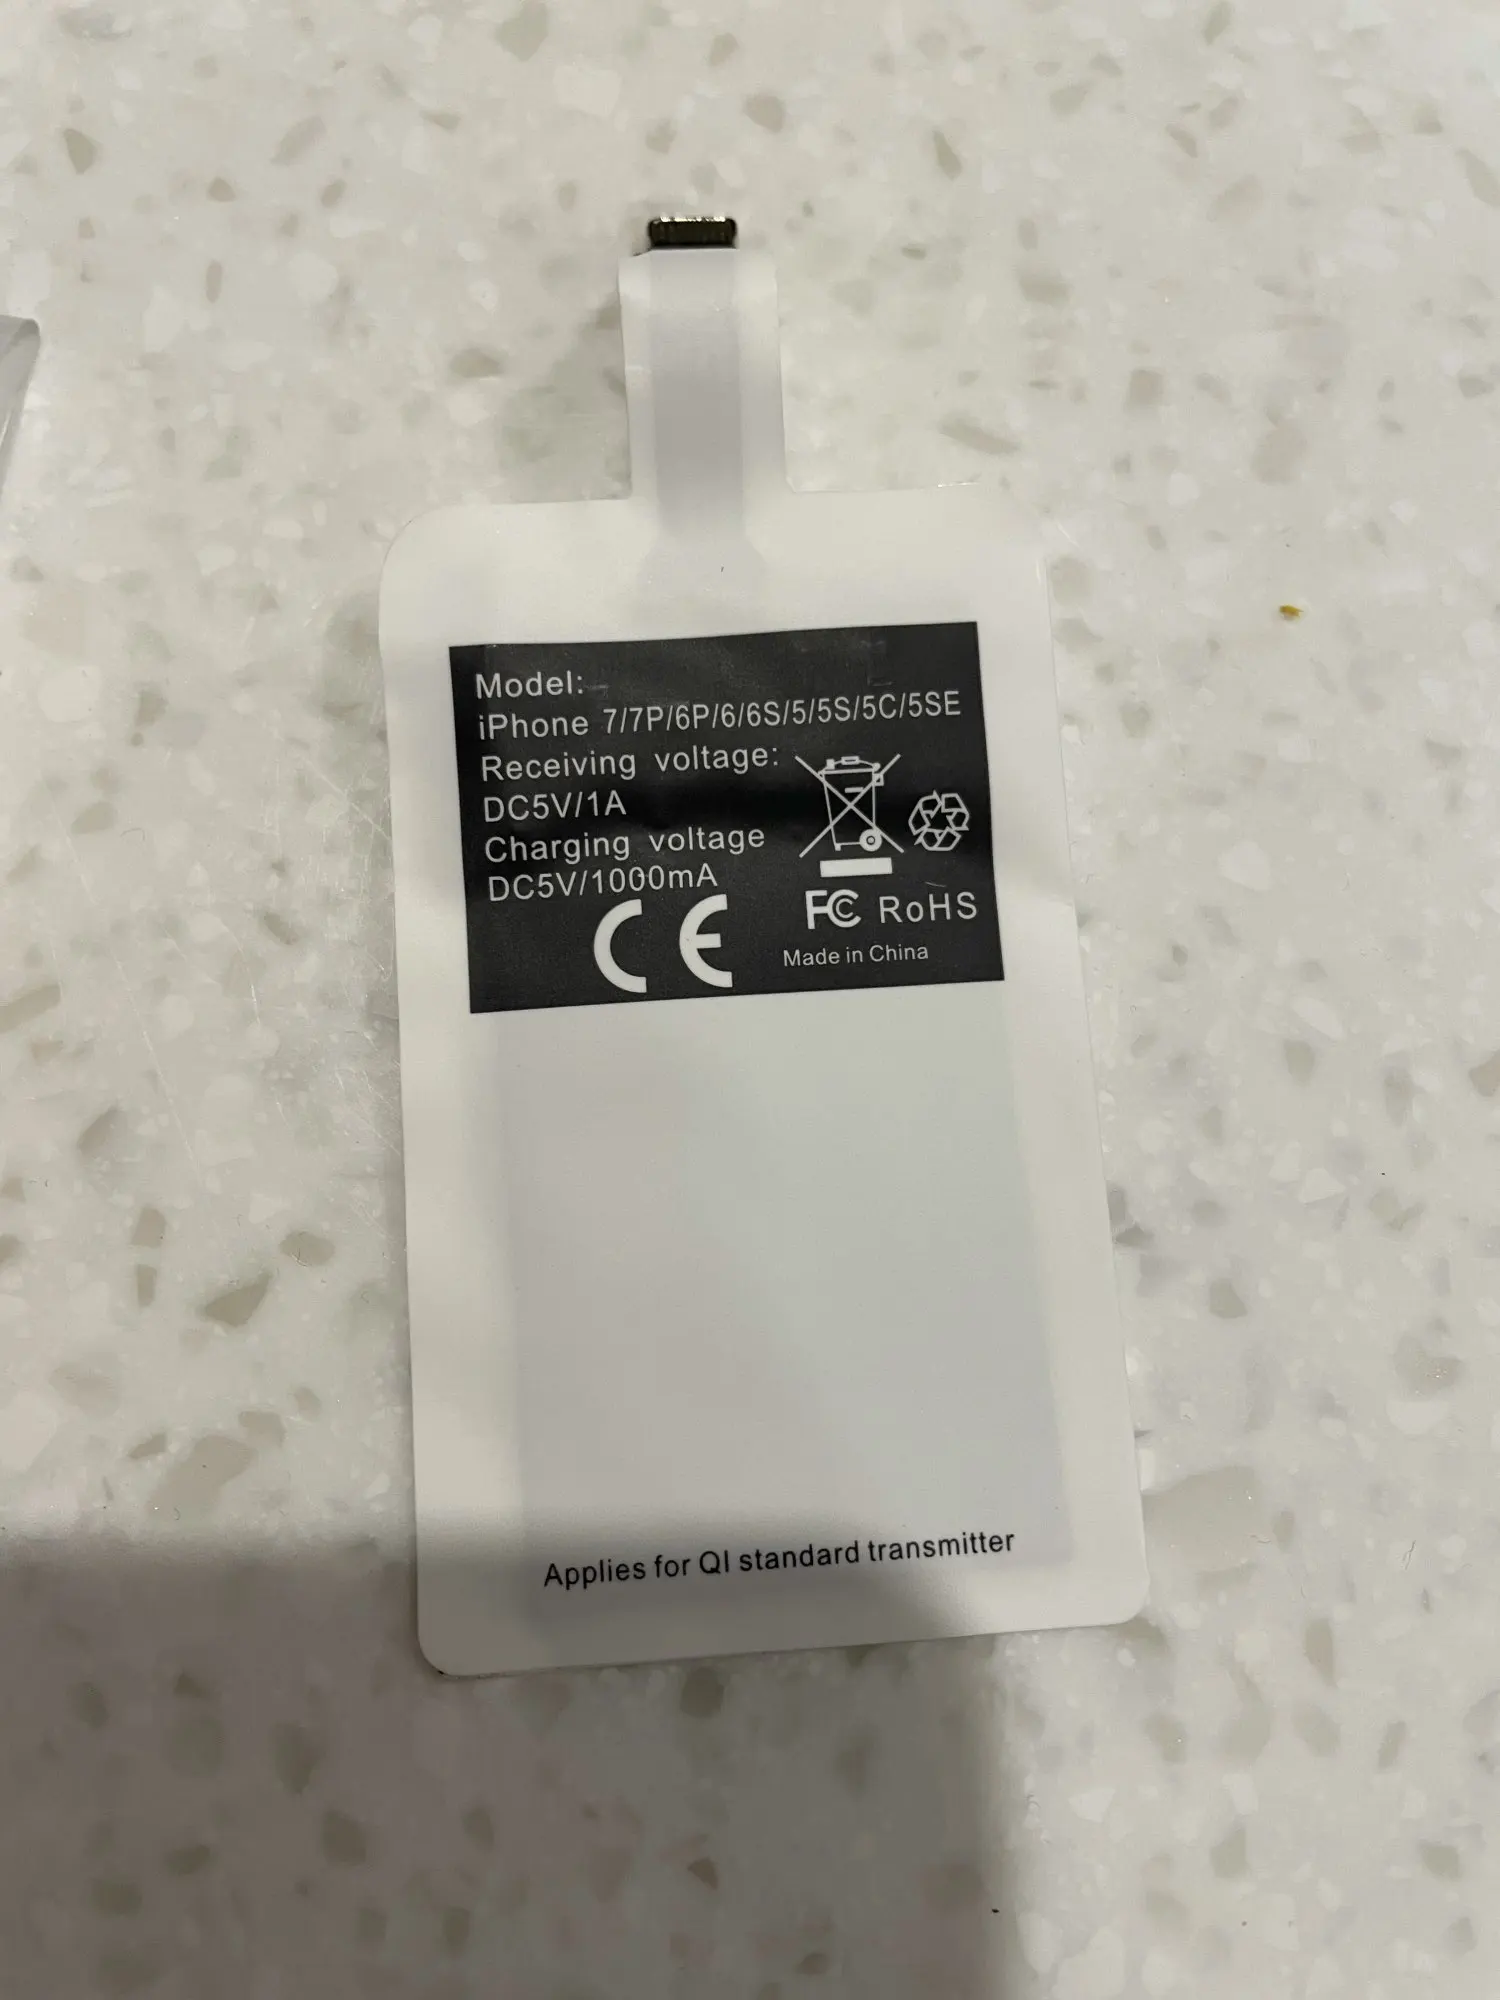 Model:
iPhone 7/7P/6P/6/6S/5/5S/5C/5SE
Receiving voltage:
DC5V/1A
Charging voltage
DC5V/1000mA
CE
FC RoHS
Made in China
Applies for QI standard transmitter